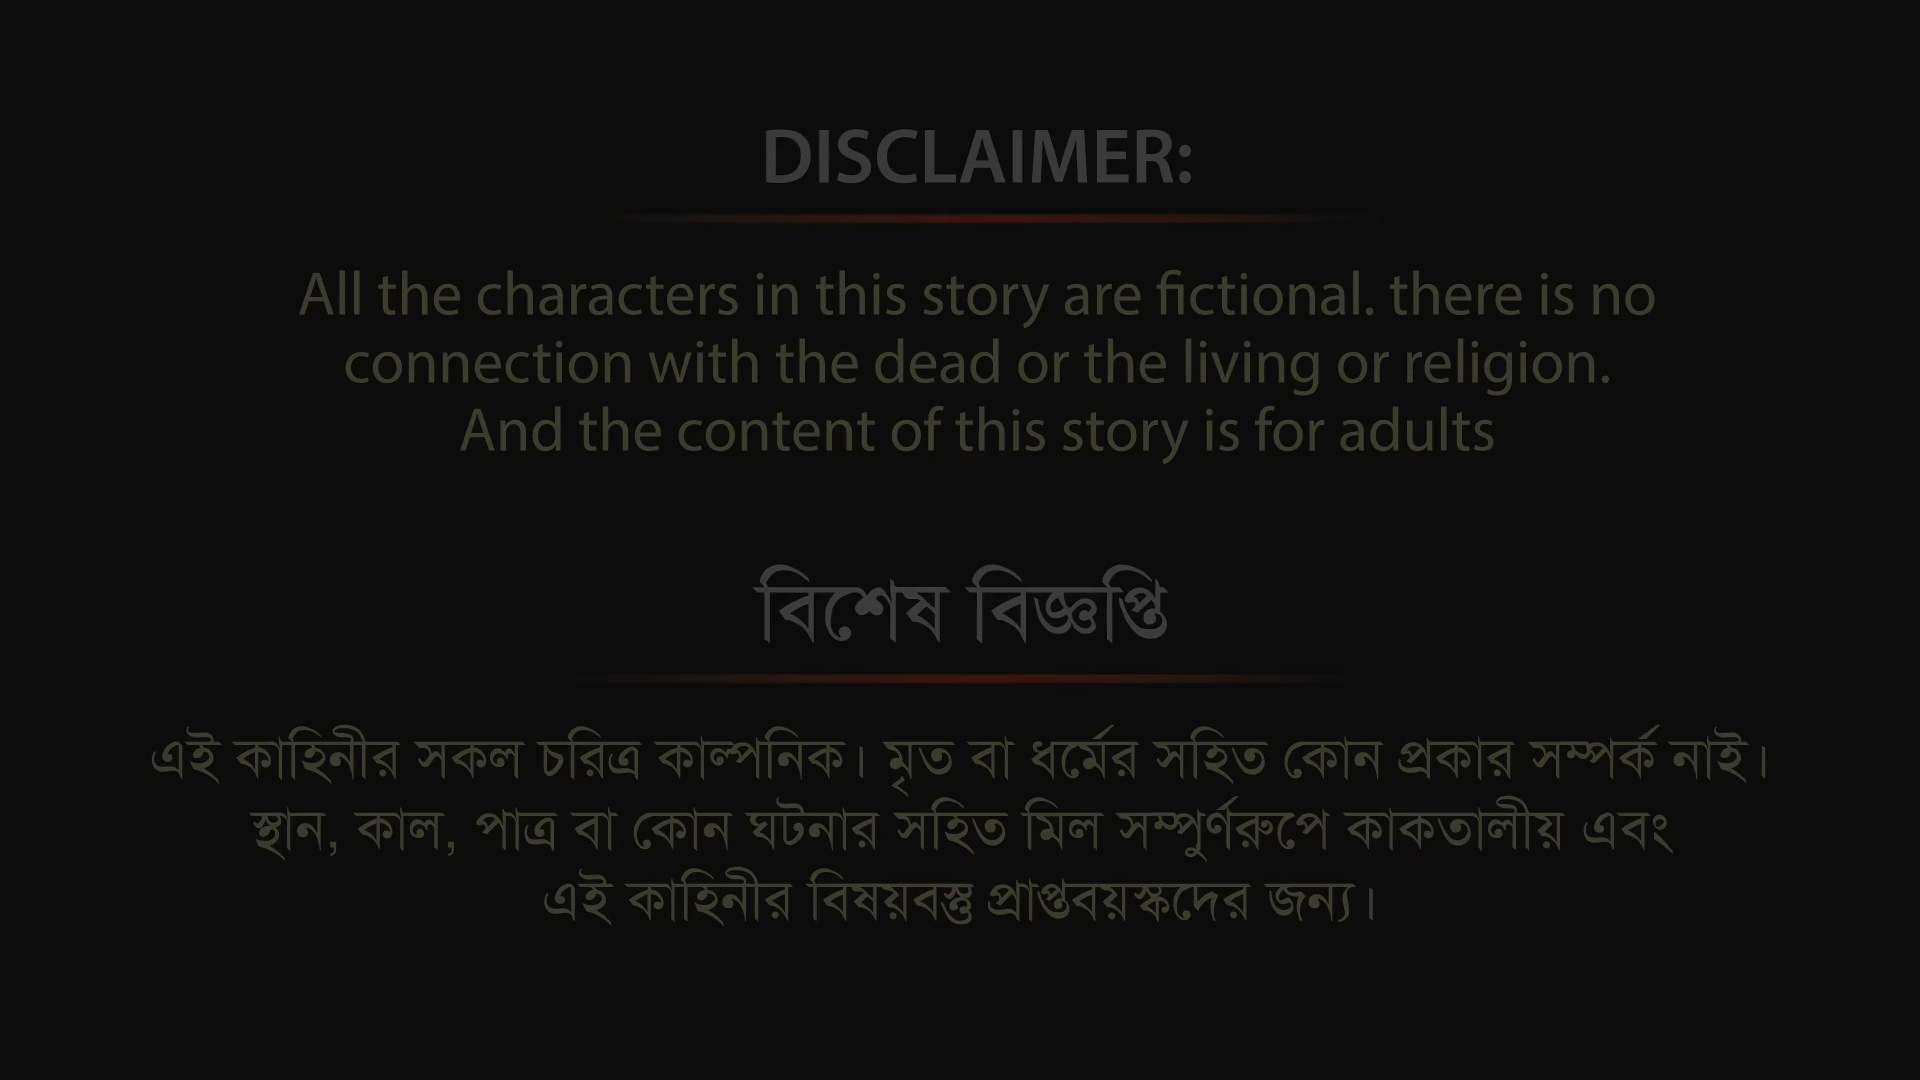 DISCLAIMER:
All the characters in this story are fictional. there is no
connection with the dead or the living or religion.
And the content of this story is for adults
বিশেষ বিজ্ঞপ্তি
এই কাহিনীর সকল চরিত্র কাল্পনিক। মৃত বা ধর্মের সহিত কোন প্রকার সম্পর্ক নাই।
স্থান, কাল, পাত্র বা কোন ঘটনার সহিত মিল সম্পুর্ণরুপে কাকতালীয় এবং
এই কাহিনীর বিষয়বস্তু প্রাপ্তবয়স্কদের জন্য।